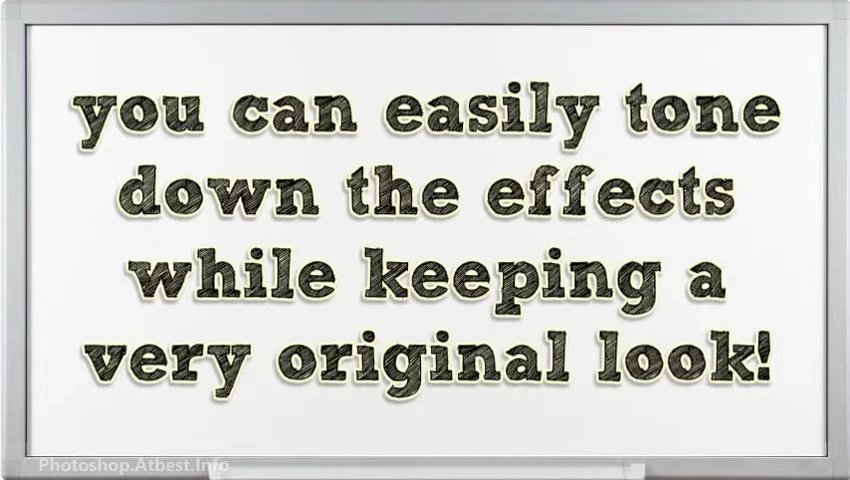 you can easily tone
down the effects
while keeping a
very original look!
Photoshop.Atbest.Info